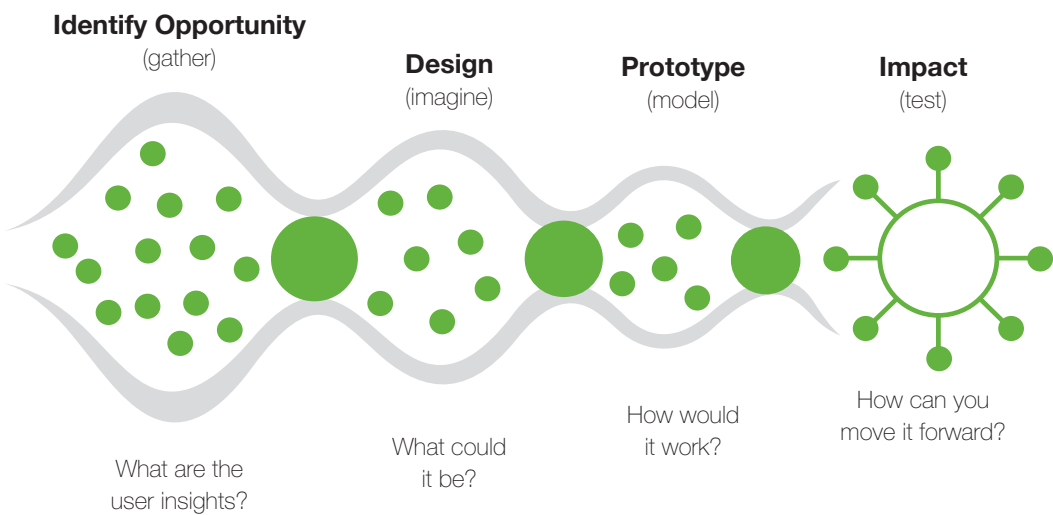 Identify Opportunity
(gather)
Design
(imagine)
Prototype
(model)
Impact
(test)
What are the
user insights?
What could
it be?
How would
it work?
How can you
move it forward?